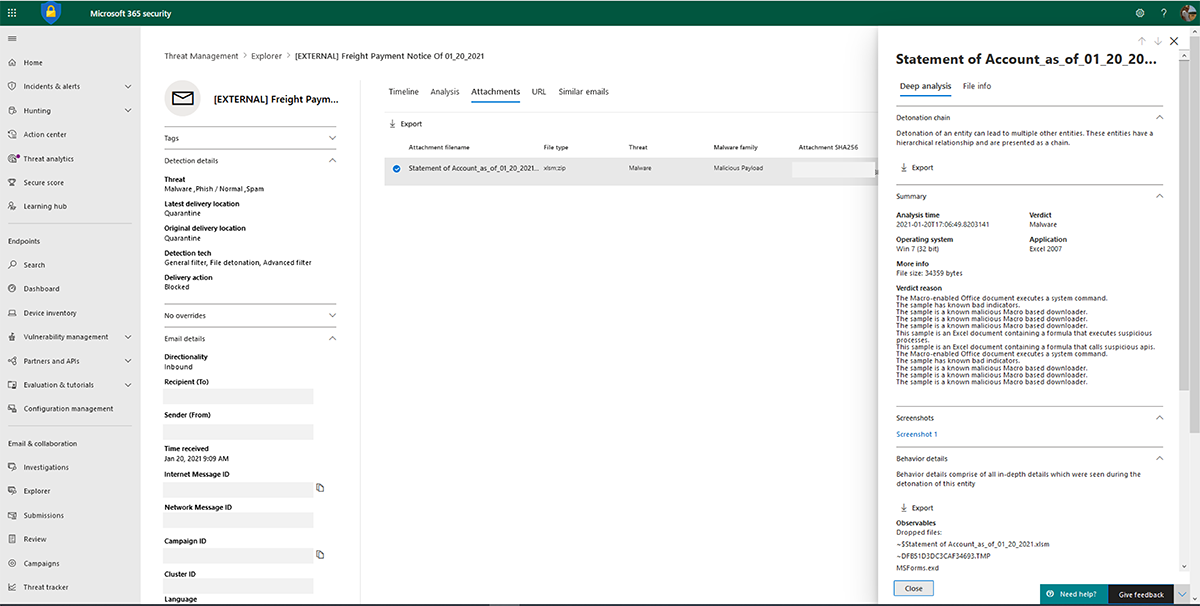 Microsoft 365 security
Home
Incidents & alerts
Hunting
Action center
Threat analytics
Secure score
Learning hub
Endpoints
Search
Dashboard
Device inventory
Vulnerability management
Partners and APIs
Evaluation & tutorials
Configuration management
Email & collaboration
Investigations
Explorer
Submissions
Review
Campaigns
Threat tracker
Threat Management > Explorer > [EXTERNAL] Freight Payment Notice Of 01_20_2021
[EXTERNAL] Freight Paym...
Tags
Detection details
Threat
Malware ,Phish / Normal ,Spam
Latest delivery location
Quarantine
Original delivery location
Quarantine
Detection tech
General filter, File detonation, Advanced filter
Delivery action
Blocked
No overrides
Email details
Directionality
Inbound
Recipient (To)
Sender (From)
Time received
Jan 20, 2021 9:09 AM
Internet Message ID
Network Message ID
Campaign ID
Cluster ID
Language
Timeline Analysis Attachments URL Similar emails
Export
Attachment filename File type Threat Malware family Attachment SHA256
Statement of Account_as_of_01_20_2021... xlsm;zip Malware Malicious Payload
Statement of Account_as_of_01_20_20...
Deep analysis File info
Detonation chain
Detonation of an entity can lead to multiple other entities. These entities have a
hierarchical relationship and are presented as a chain.
Export
Summary
Analysis time Verdict
2021-01-20T17:06:49.8203141 Malware
Operating system Application
Win 7 (32 bit) Excel 2007
More info
File size: 34359 bytes
Verdict reason
The Macro-enabled Office document executes a system command.
The sample has known bad indicators.
The sample is a known malicious Macro based downloader.
The sample is a known malicious Macro based downloader.
The sample is a known malicious Macro based downloader.
This sample is an Excel document containing a formula that executes suspicious
processes.
This sample is an Excel document containing a formula that calls suspicious apis.
The Macro-enabled Office document executes a system command.
The sample has known bad indicators.
The sample is a known malicious Macro based downloader.
The sample is a known malicious Macro based downloader.
The sample is a known malicious Macro based downloader.
Screenshots
Screenshot 1
Behavior details
Behavior details comprise of all in-depth details which were seen during the
detonation of this entity
Export
Observables
Dropped files:
~$Statement of Account_as_of_01_20_2021.xlsm
~DFB51D3DC3CAF34693.TMP
MSForms.exd
Close
Need help?
Give feedback